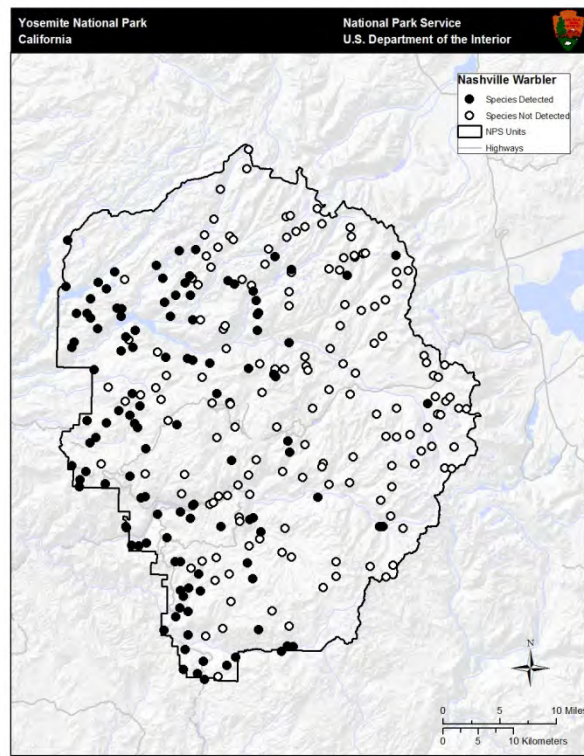 Yosemite National Park
California
National Park Service
U.S. Department of the Interior
Nashville Warbler
Species Detected
Species Not Detected
NPS Units
Highways
N
0 5 10 Miles
0 5 10 Kilometers